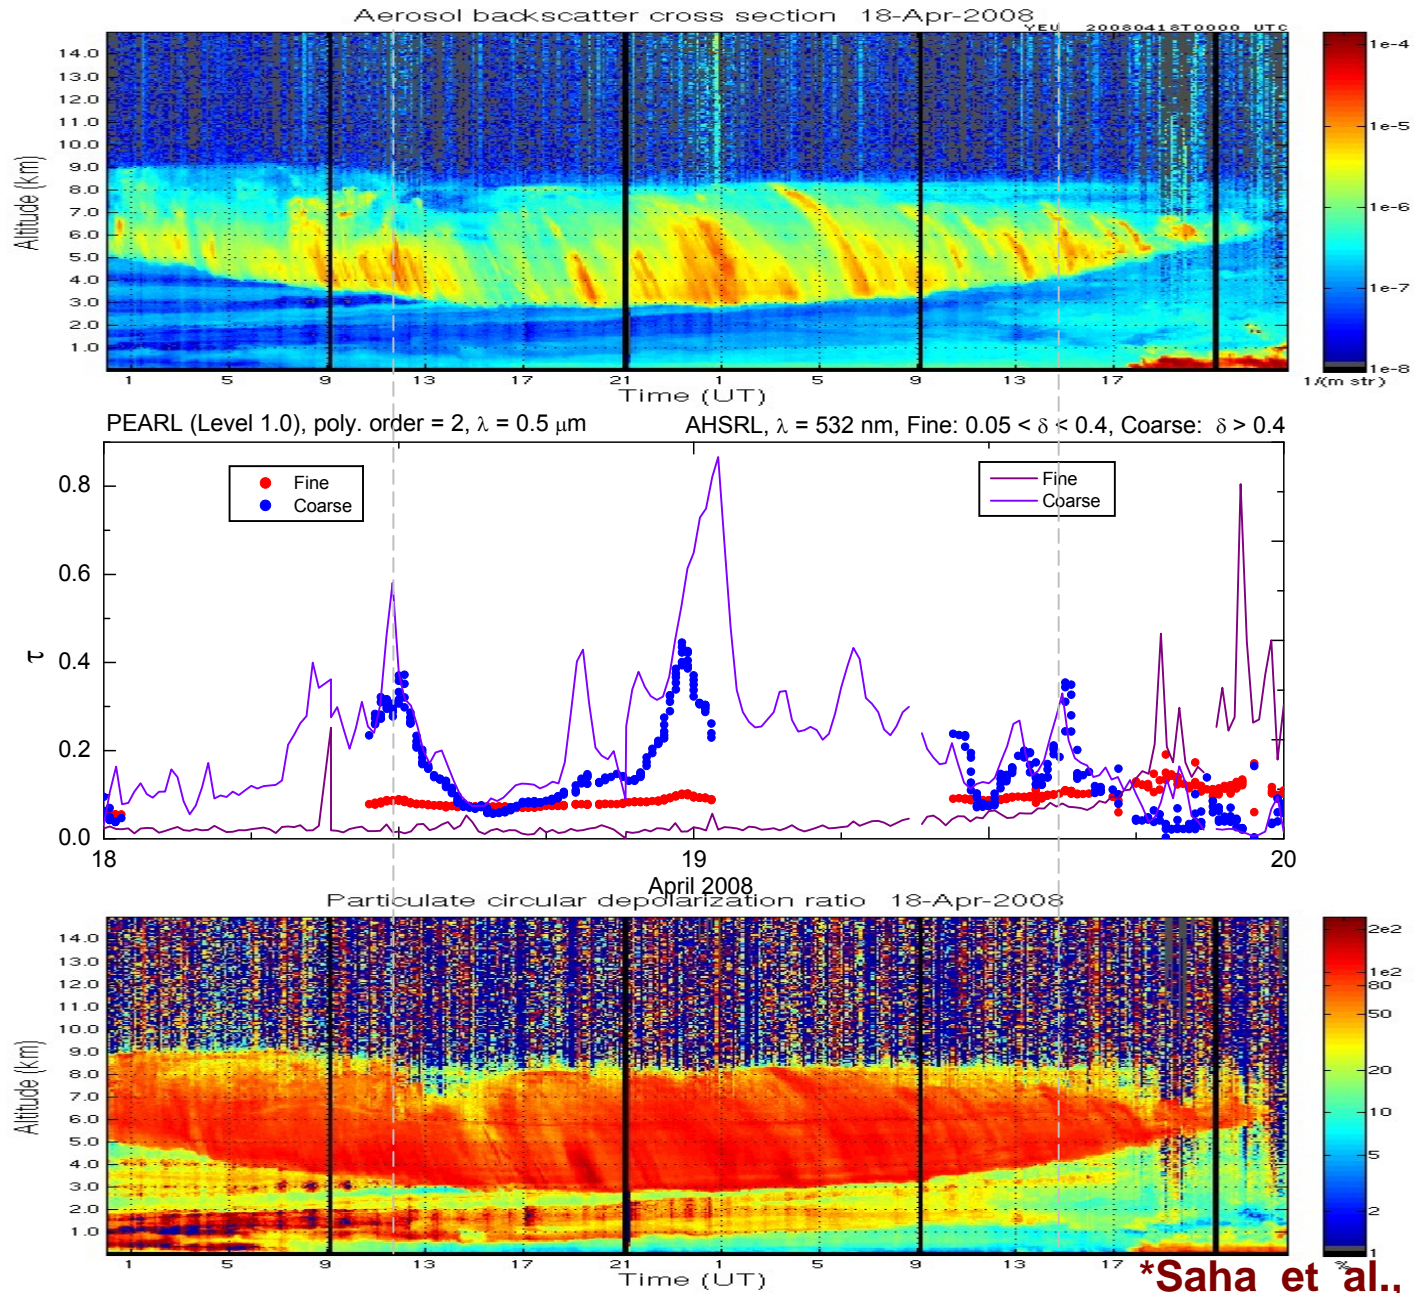 Aerosol backscatter cross section 18-Apr-2008
YEU 20080418T0000 UTC
14.0
13.0
12.0
11.0
10.0
9.0
8.0
7.0
6.0
5.0
4.0
3.0
2.0
1.0
Altitude (km)
1 5 9 13 17 21 1 5 9 13 17
Time (UT)
1e-4
1e-5
1e-6
1e-7
1e-8
1/(m str)
PEARL (Level 1.0), poly. order = 2, λ = 0.5 μm
AHSRL, λ = 532 nm, Fine: 0.05 < δ < 0.4, Coarse: δ > 0.4
Fine
Coarse
Fine
Coarse
0.8
0.6
0.4
0.2
0.0
τ
18 19 20
April 2008
Particulate circular depolarization ratio 18-Apr-2008
14.0
13.0
12.0
11.0
10.0
9.0
8.0
7.0
6.0
5.0
4.0
3.0
2.0
1.0
Altitude (km)
1 5 9 13 17 21 1 5 9 13 17
Time (UT)
2e2
1e2
80
50
20
10
5
2
1
%
*Saha et al.,